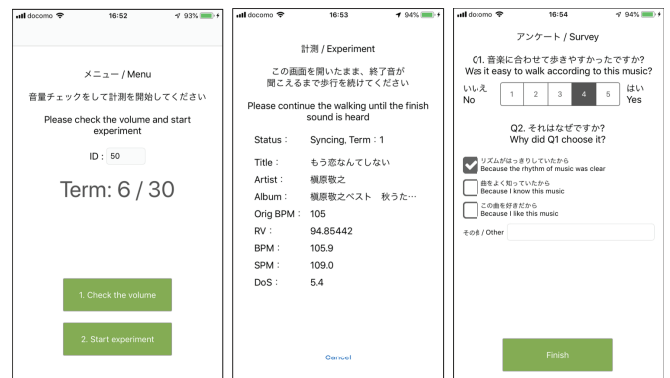 docomo 16:52 93%
メニュー / Menu
音量チェックをして計測を開始してください
Please check the volume and start
experiment
ID : 50
Term: 6 / 30
1. Check the volume
2. Start experiment
docomo 16:53 94%
計測 / Experiment
この画面を開いたまま、終了音が
聞こえるまで歩行を続けてください
Please continue the walking until the finish
sound is heard
Status : Syncing, Term : 1
Title : もう恋なんてしない
Artist : 槇原敬之
Album : 槇原敬之ベスト 秋うた…
Orig BPM : 105
RV : 94.85442
BPM : 105.9
SPM : 109.0
DoS : 5.4
Cancel
docomo 16:54 94%
アンケート / Survey
Q1. 音楽に合わせて歩きやすかったですか?
Was it easy to walk according to this music?
いいえ 1 2 3 4 5 はい
No Yes
Q2. それはなぜですか?
Why did Q1 choose it?
リズムがはっきりしていたから
Because the rhythm of music was clear
曲をよく知っていたから
Because I know this music
この曲を好きだから
Because I like this music
その他 / Other
Finish